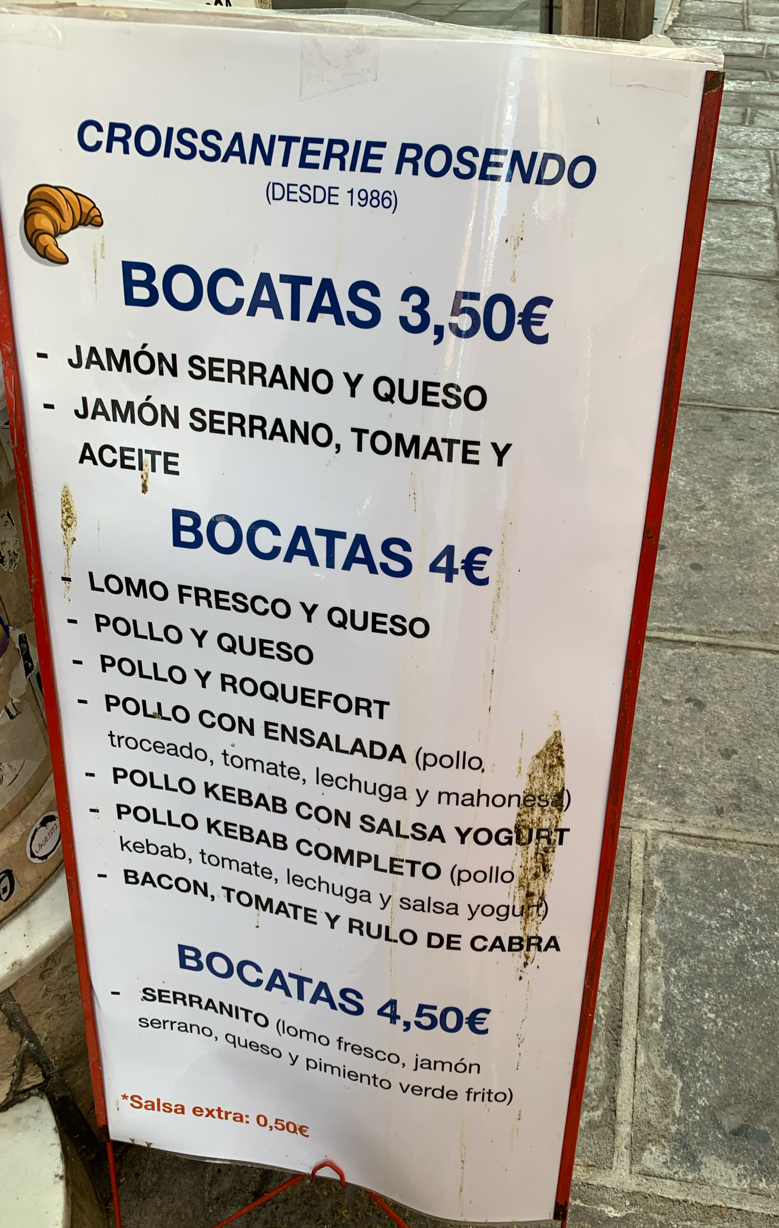 CROISSANTERIE ROSENDO
(DESDE 1986)
BOCATAS 3,50€
- JAMÓN SERRANO Y QUESO
- JAMÓN SERRANO, TOMATE Y
ACEITE
BOCATAS 4€
- LOMO FRESCO Y QUESO
- POLLO Y QUESO
- POLLO Y ROQUEFORT
- POLLO CON ENSALADA (pollo
troceado, tomate, lechuga y mahonesa)
- POLLO KEBAB CON SALSA YOGURT
- POLLO KEBAB COMPLETO (pollo
kebab, tomate, lechuga y salsa yogurt)
- BACON, TOMATE Y RULO DE CABRA
BOCATAS 4,50€
- SERRANITO (lomo fresco, jamón
serrano, queso y pimiento verde frito)
*Salsa extra: 0,50€